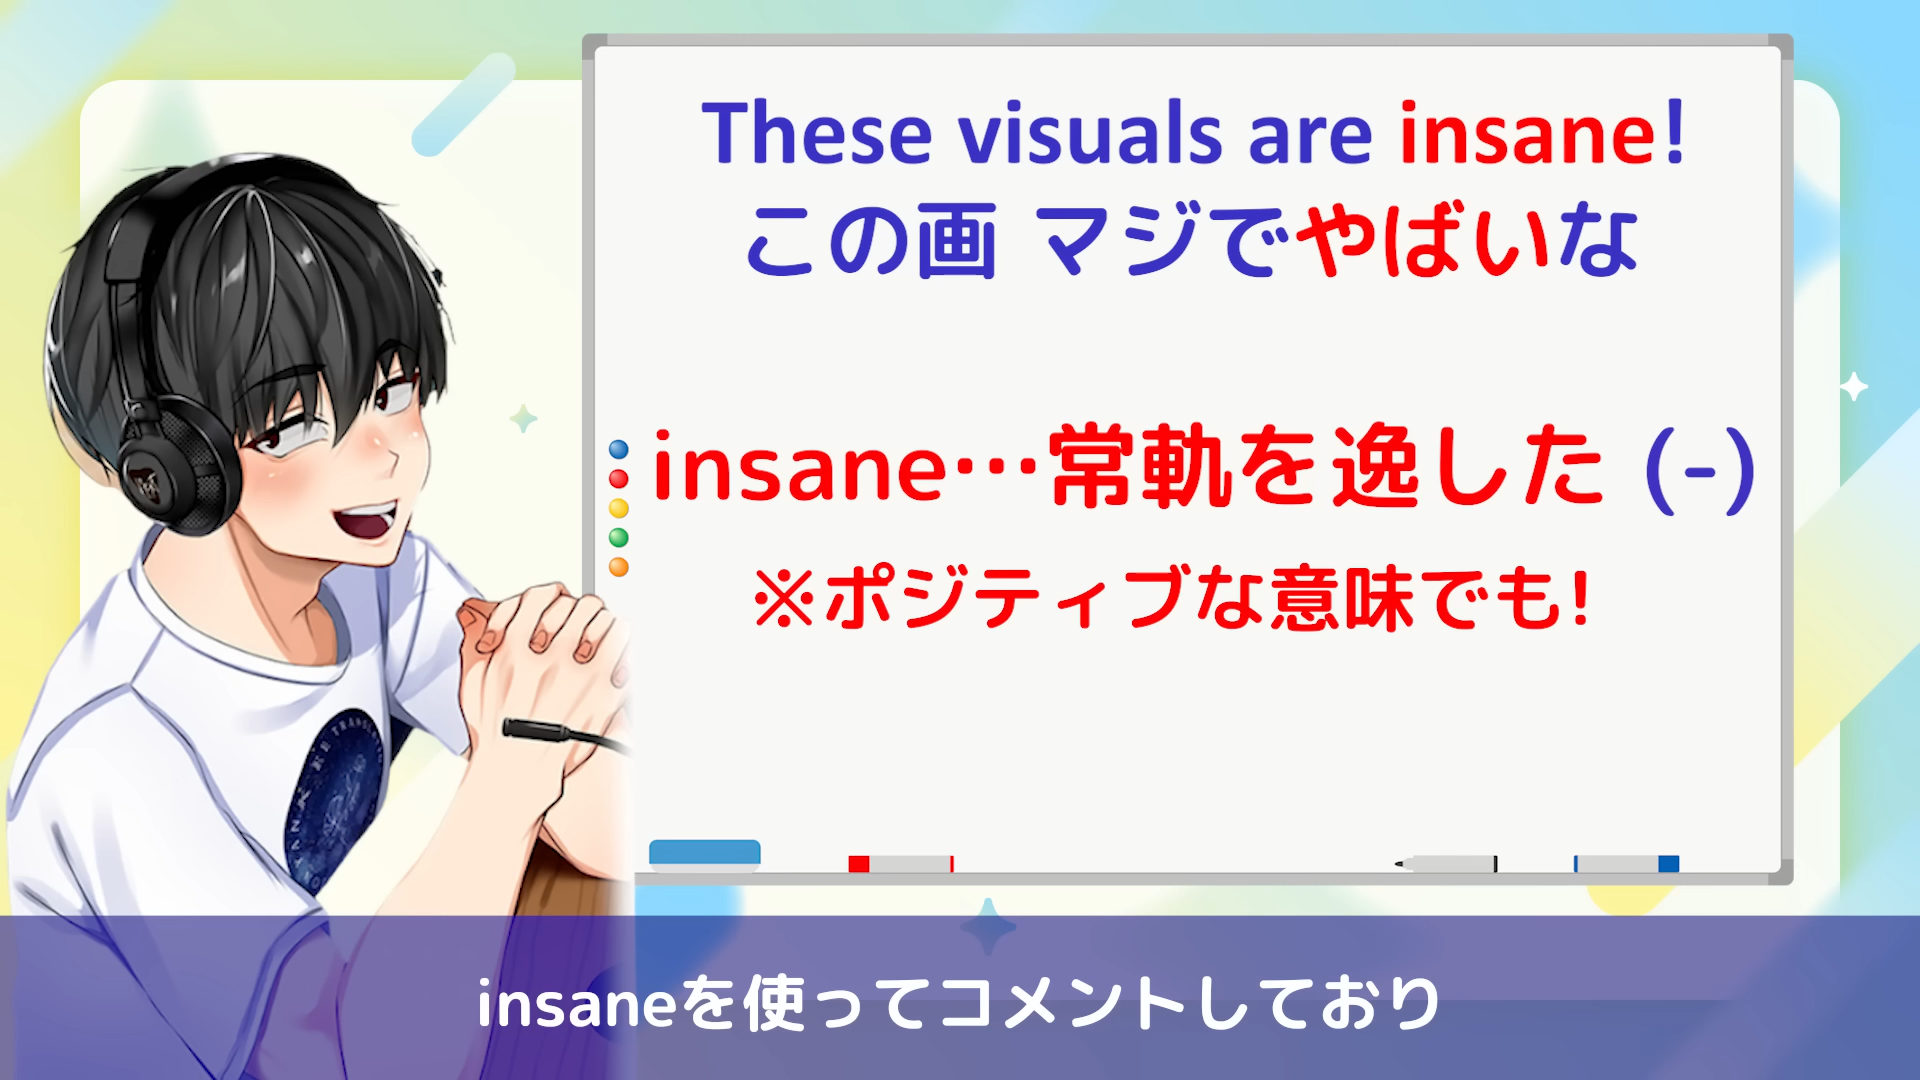 These visuals are insane!
この画 マジでやばいな
insane…常軌を逸した (-)
※ポジティブな意味でも!
insaneを使ってコメントしており